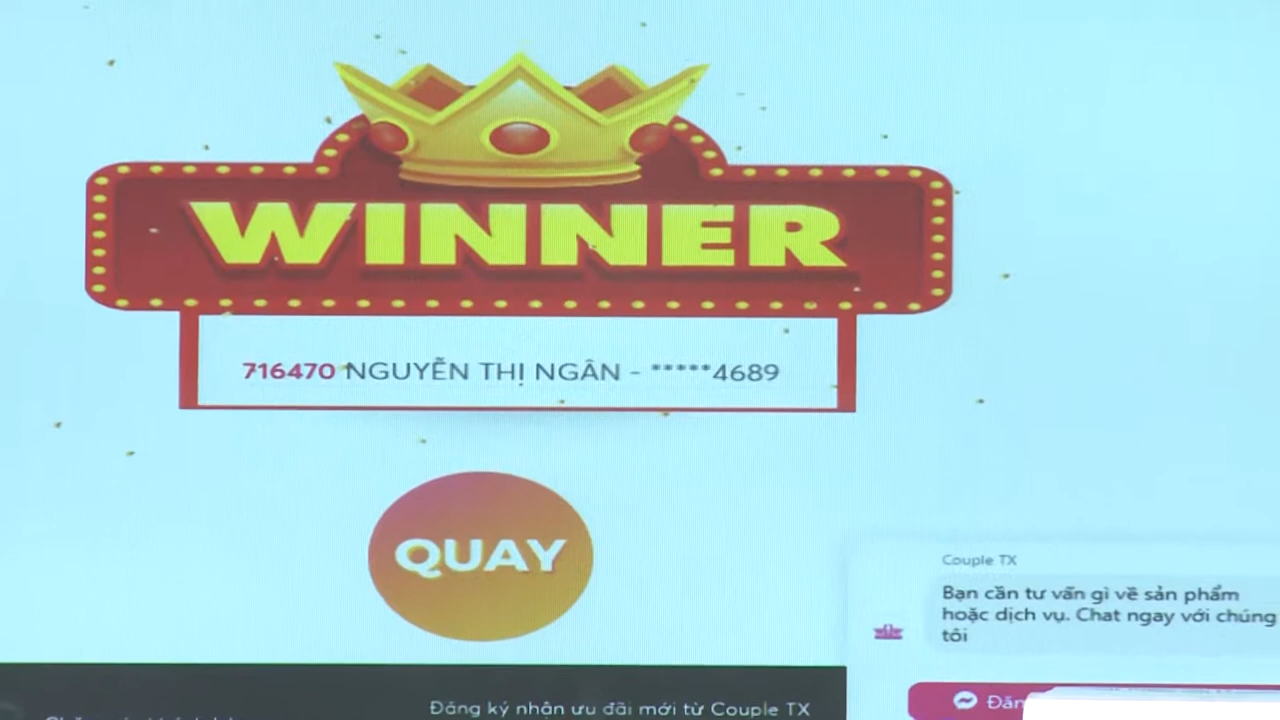 WINNER
716470 NGUYỄN THỊ NGÂN - *****4689
QUAY
Couple TX
Bạn cần tư vấn gì về sản phẩm
hoặc dịch vụ. Chat ngay với chúng
tôi
Đăng ký nhận ưu đãi mới từ Couple TX